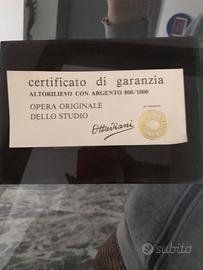 certificato di garanzia
ALTORILIEVO CON ARGENTO 800/1000
OPERA ORIGINALE
DELLO STUDIO
Ottaviani
subito